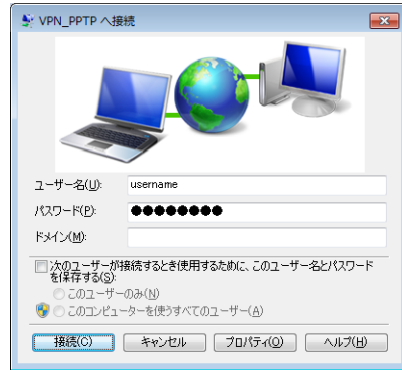 VPN_PPTP へ接続
ユーザー名(U):
username
パスワード(P):
●●●●●●●●
ドメイン(M):
次のユーザーが接続するとき使用するために、このユーザー名とパスワード
を保存する(S):
このユーザーのみ(N)
このコンピューターを使うすべてのユーザー(A)
接続(C) キャンセル プロパティ(O) ヘルプ(H)